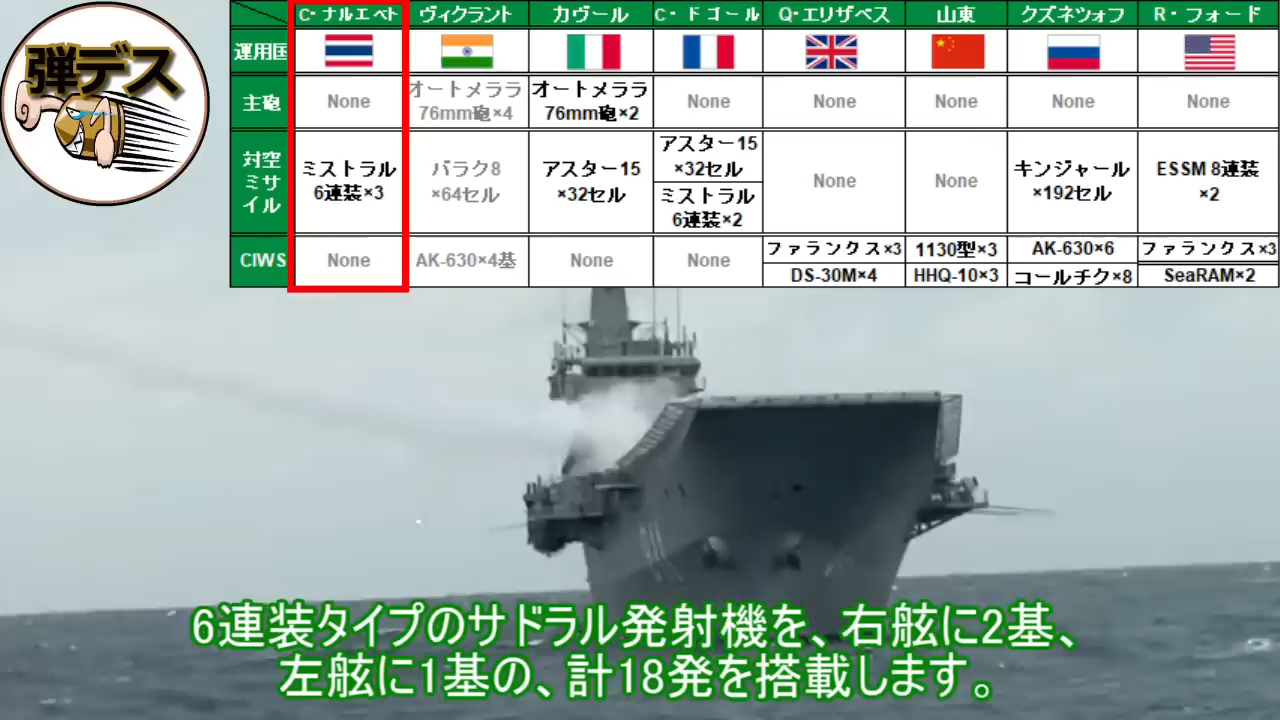 弾デス
C・ナルエベト ヴィクラント カヴール C・ドゴール Q・エリザベス 山東 クズネツォフ R・フォード
運用国
主砲 None オートメララ 76mm砲×4 オートメララ 76mm砲×2 None None None None None
対空ミサイル ミストラル 6連装×3 バラク8 ×64セル アスター15 ×32セル アスター15 ×32セル ミストラル 6連装×2 None None キンジャール ×192セル ESSM 8連装 ×2
CIWS None AK-630×4基 None None ファランクス×3 DS-30M×4 1130型×3 HHQ-10×3 AK-630×6 コールチク×8 ファランクス×3 SeaRAM×2
6連装タイプのサドラル発射機を、右舷に2基、
左舷に1基の、計18発を搭載します。